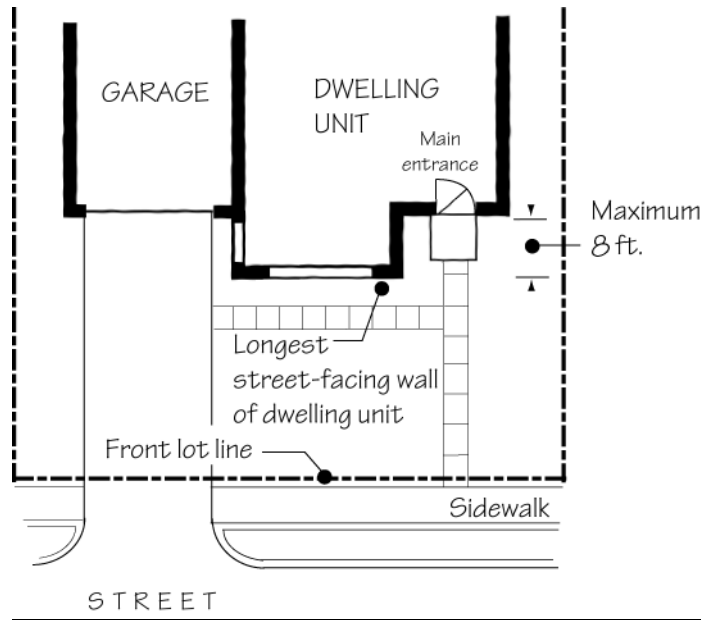 GARAGE
DWELLING
UNIT
Main
entrance
Maximum
8 ft.
Longest
street-facing wall
of dwelling unit
Front lot line
Sidewalk
STREET